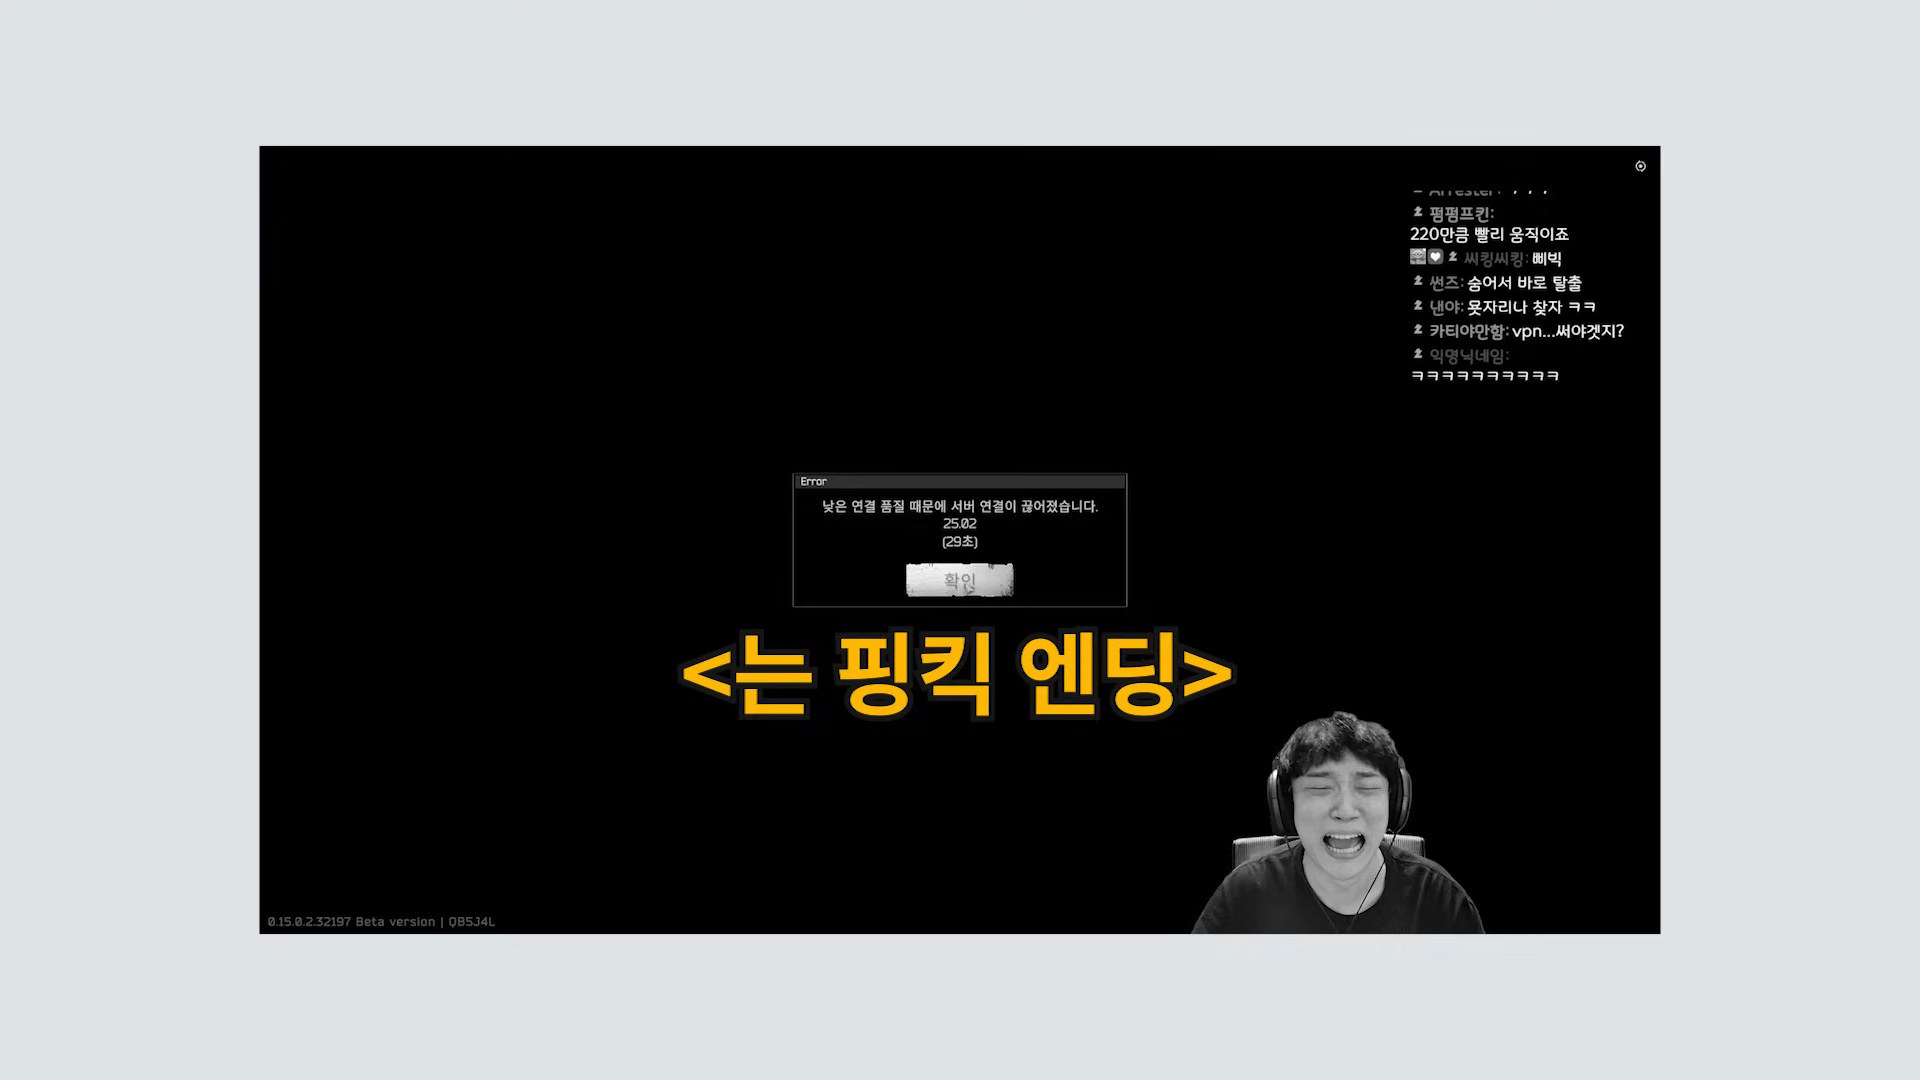 펌펌프킨:
220만큼 빨리 움직이죠
씨킹씨킹: 삐빅
썬즈: 숨어서 바로 탈출
낸야: 묫자리나 찾자 ㅋㅋ
카티야만함: vpn...써야겟지?
익명닉네임:
ㅋㅋㅋㅋㅋㅋㅋㅋㅋㅋ
Error
낮은 연결 품질 때문에 서버 연결이 끊어졌습니다.
25.02
(29초)
확인
<는 핑킥 엔딩>
0.15.0.2.32197 Beta version | QB5J4L